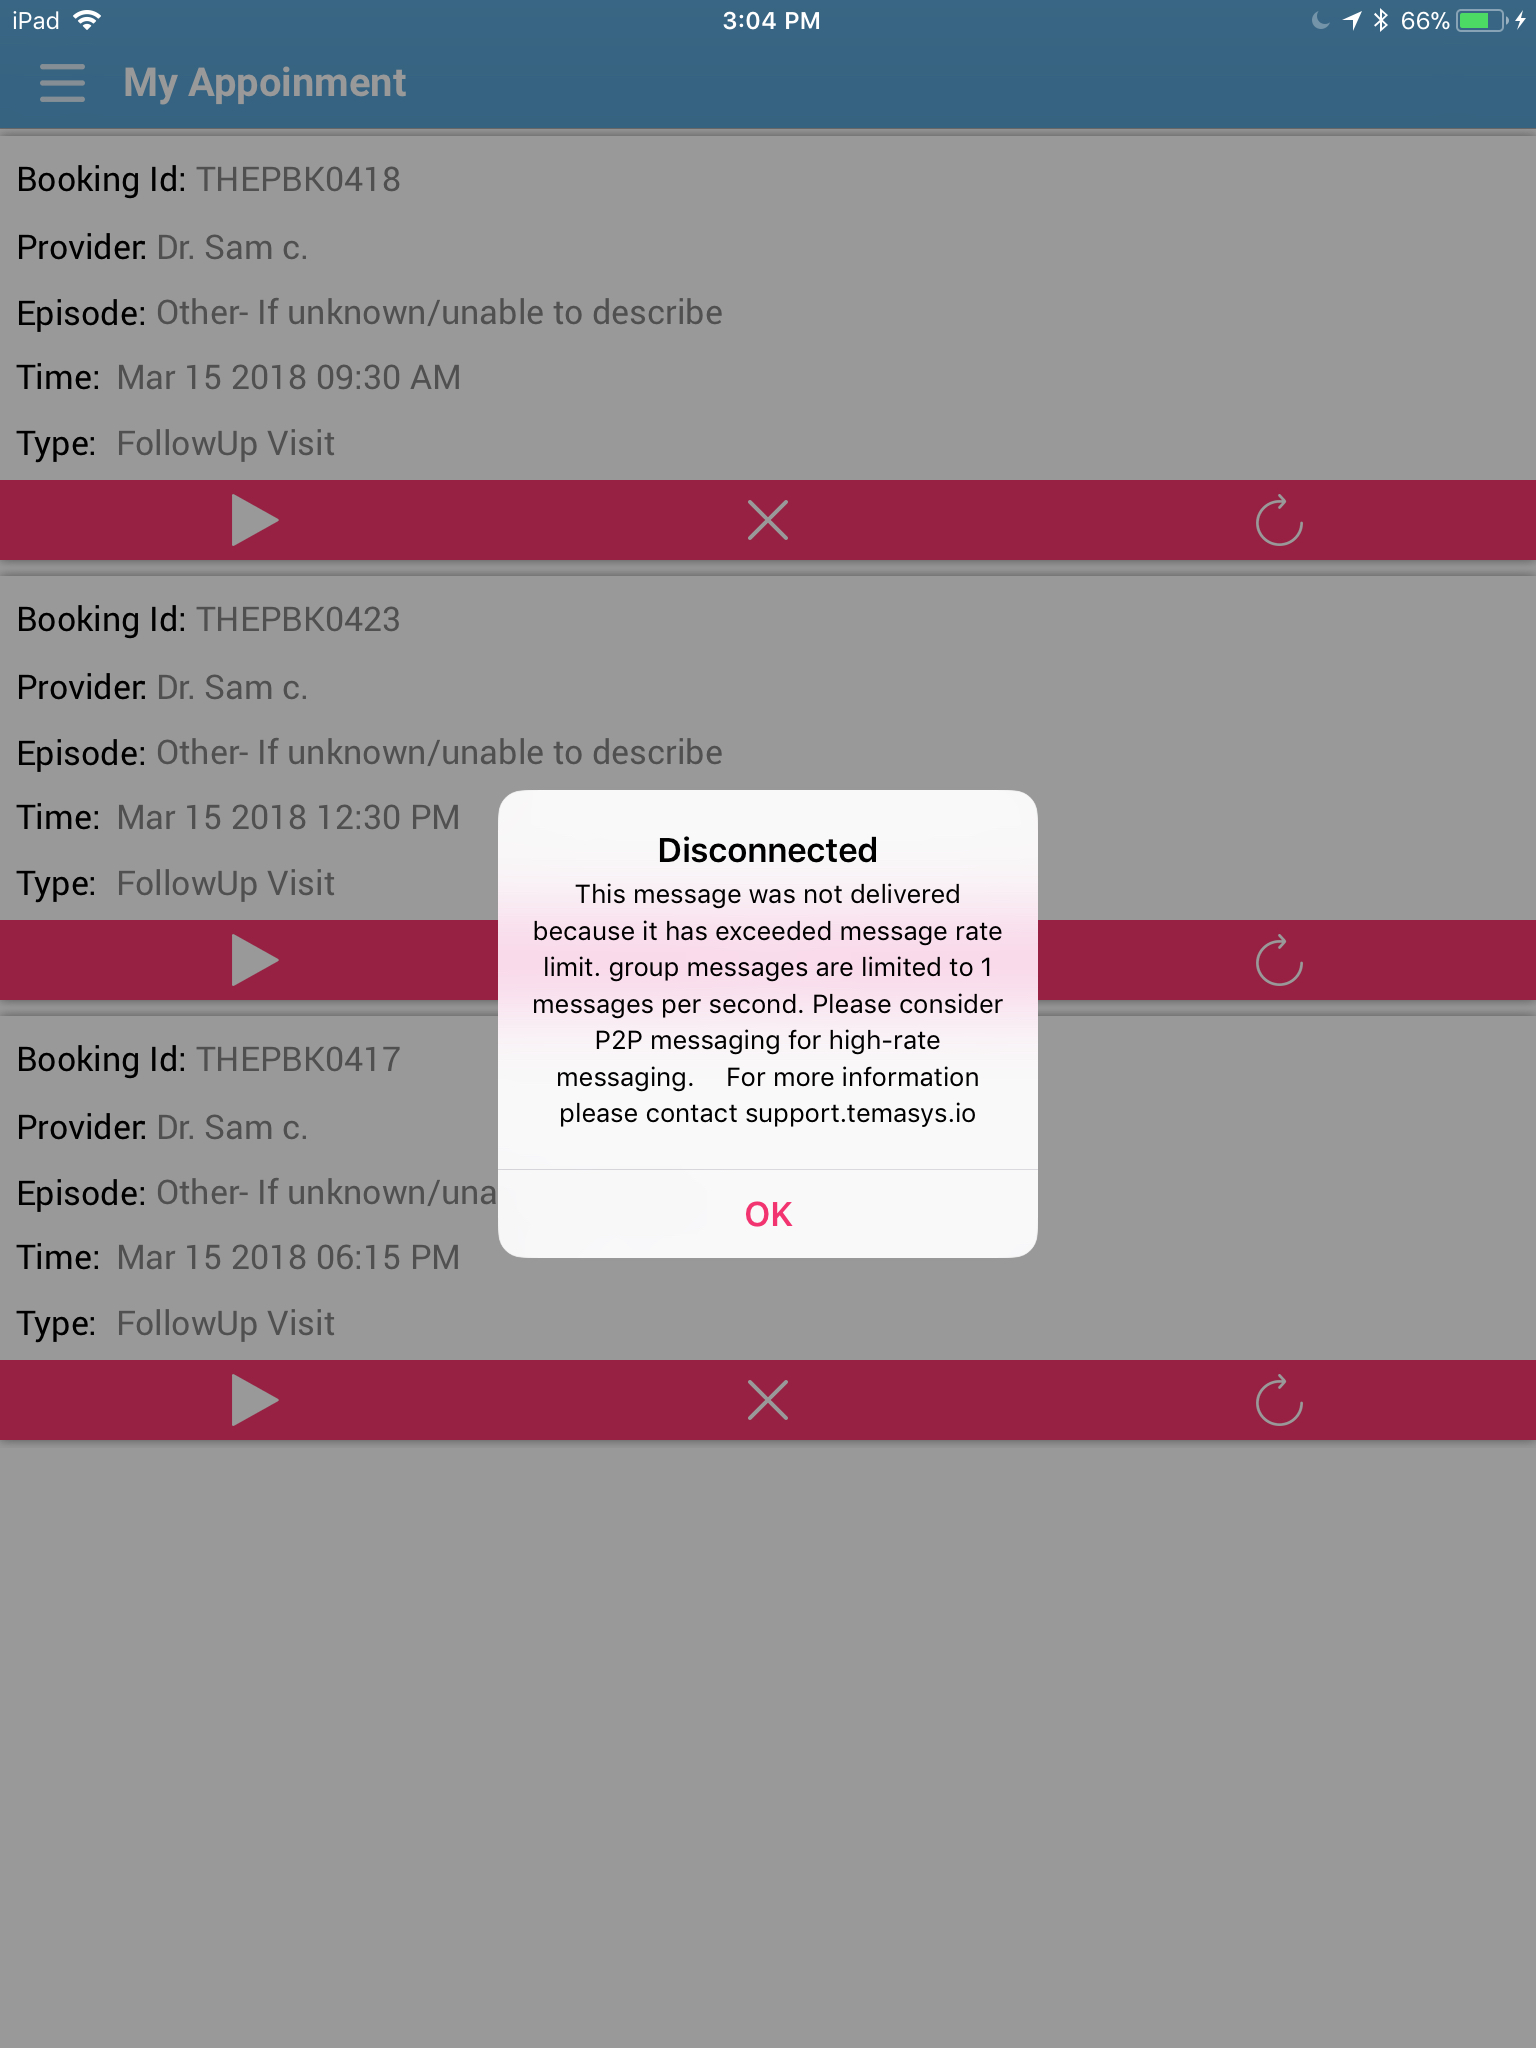 iPad 3:04 PM 66%
My Appoinment
Booking Id: THEPBK0418
Provider: Dr. Sam c.
Episode: Other- If unknown/unable to describe
Time: Mar 15 2018 09:30 AM
Type: FollowUp Visit
Booking Id: THEPBK0423
Provider: Dr. Sam c.
Episode: Other- If unknown/unable to describe
Time: Mar 15 2018 12:30 PM
Type: FollowUp Visit
Disconnected
This message was not delivered
because it has exceeded message rate
limit. group messages are limited to 1
messages per second. Please consider
P2P messaging for high-rate
messaging. For more information
please contact support.temasys.io
OK
Booking Id: THEPBK0417
Provider: Dr. Sam c.
Episode: Other- If unknown/una
Time: Mar 15 2018 06:15 PM
Type: FollowUp Visit